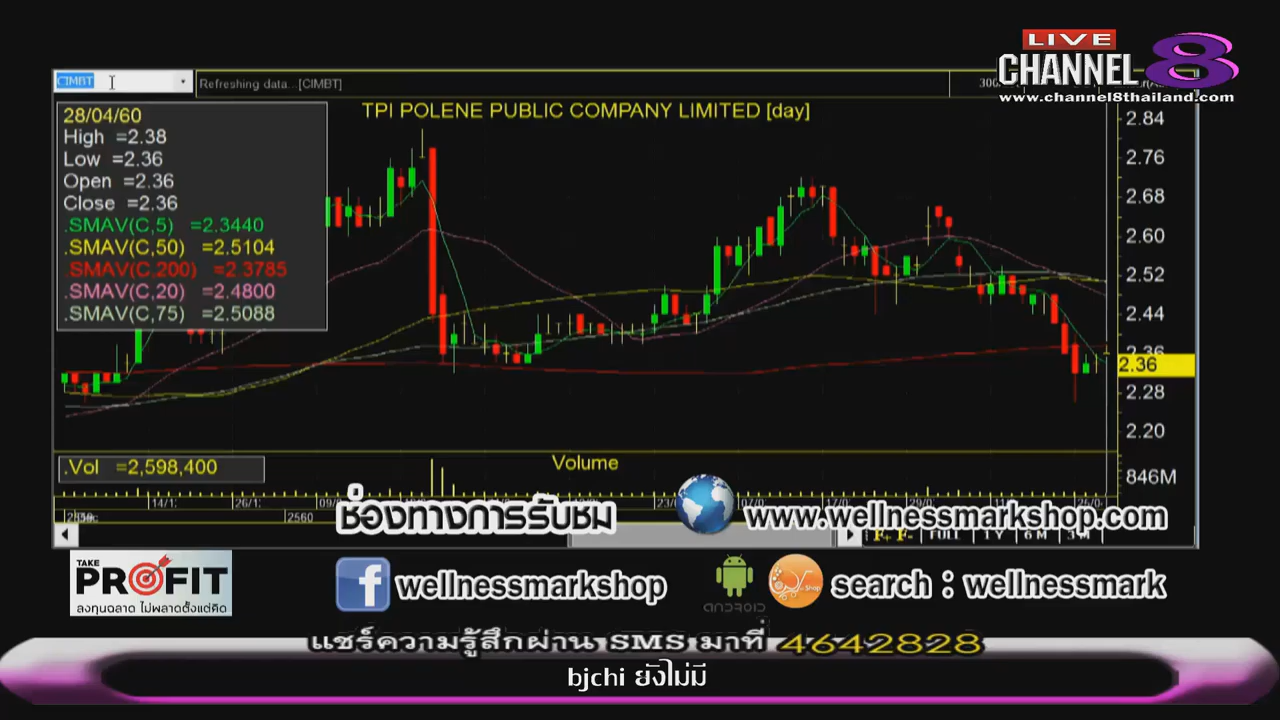 LIVE
CHANNEL 8
www.channel8thailand.com
CIMBT
Refreshing data...[CIMBT]
TPI POLENE PUBLIC COMPANY LIMITED [day]
28/04/60
High =2.38
Low =2.36
Open =2.36
Close =2.36
.SMAV(C,5) =2.3440
.SMAV(C,50) =2.5104
.SMAV(C,200) =2.3785
.SMAV(C,20) =2.4800
.SMAV(C,75) =2.5088
2.84
2.76
2.68
2.60
2.52
2.44
2.36
2.36
2.28
2.20
.Vol =2,598,400
Volume
846M
14/1:
26/1:
2560
ช่องทางการรับชม
www.wellnessmarkshop.com
FULL 1Y 6M 3M
TAKE
PROFIT
ลงทุนฉลาด ไม่พลาดตั้งแต่คิด
wellnessmarkshop
search : wellnessmark
แชร์ความรู้สึกผ่าน SMS มาที่ 4642828
bjchi ยังไม่มี